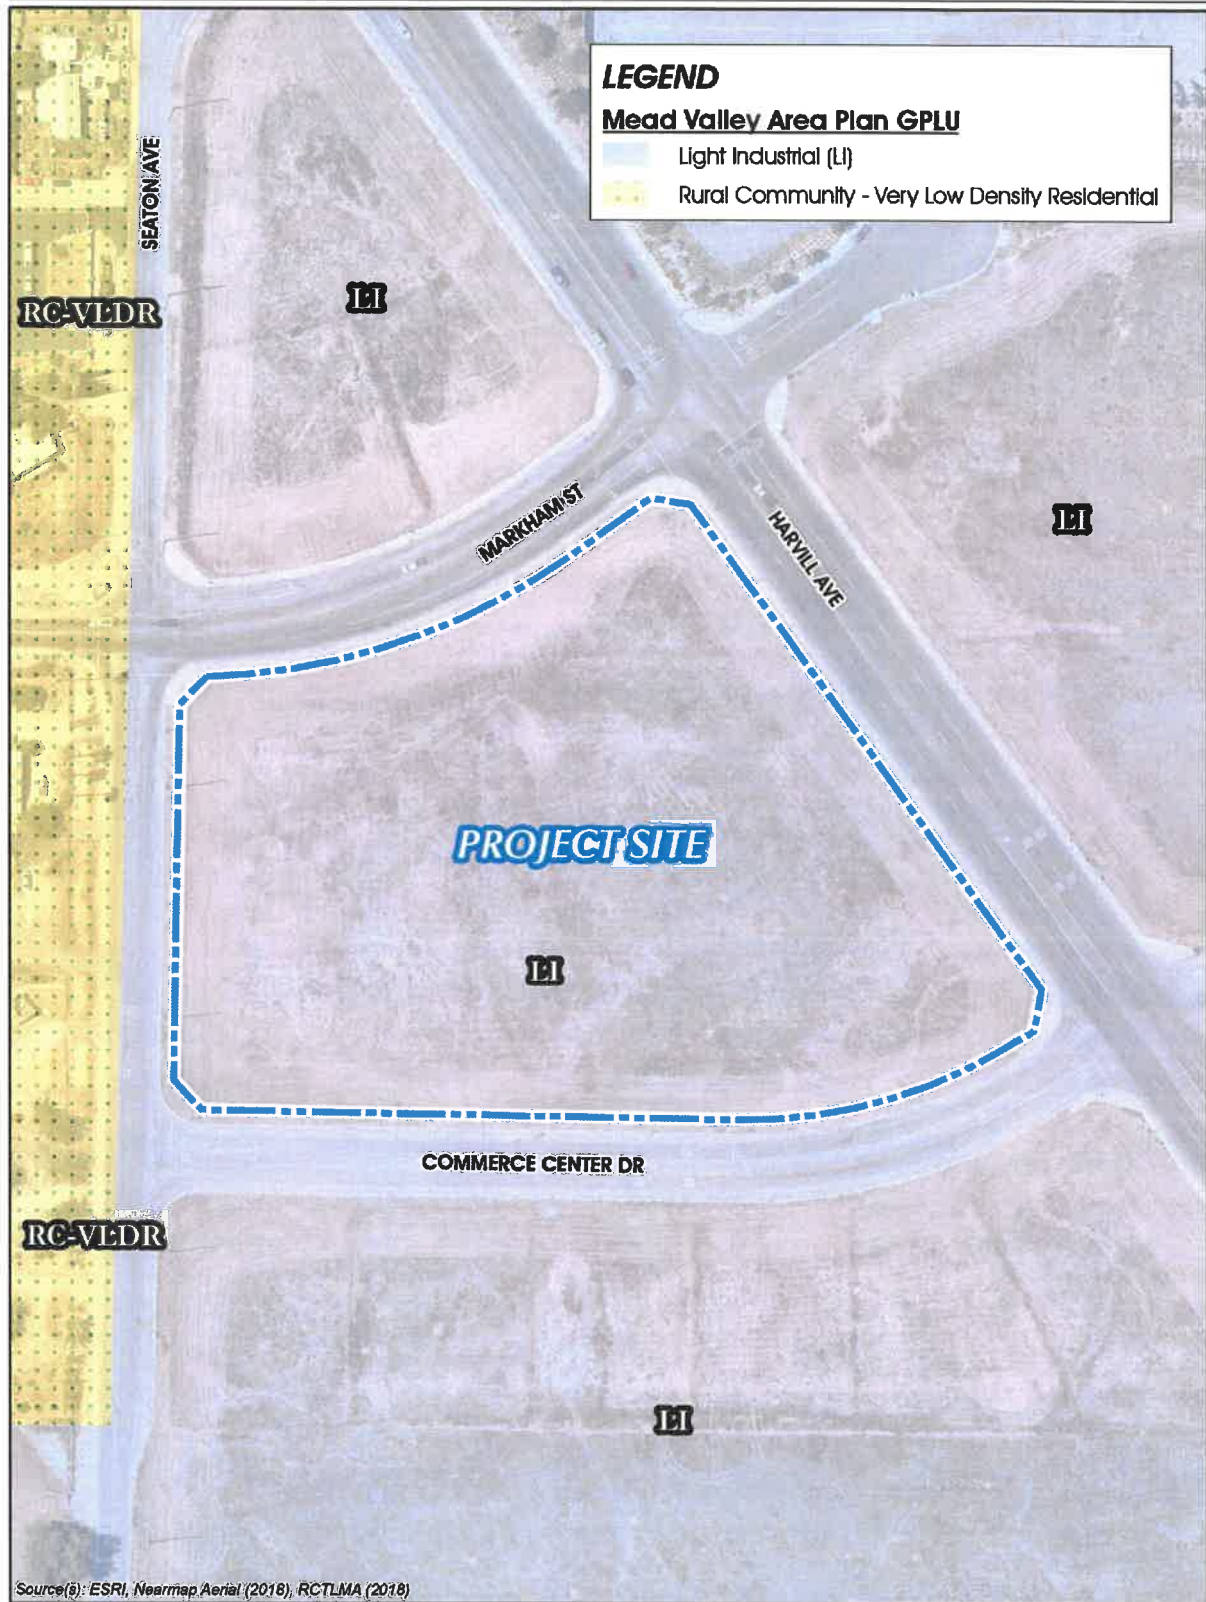 LEGEND
Mead Valley Area Plan GPLU
Light Industrial (LI)
Rural Community - Very Low Density Residential
SEATON AVE
RC-VLDR
LI
MARKHAM ST
HARVILL AVE
LI
PROJECT SITE
LI
COMMERCE CENTER DR
RC-VLDR
LI
Source(s): ESRI, Nearmap Aerial (2018), RCTLMA (2018)